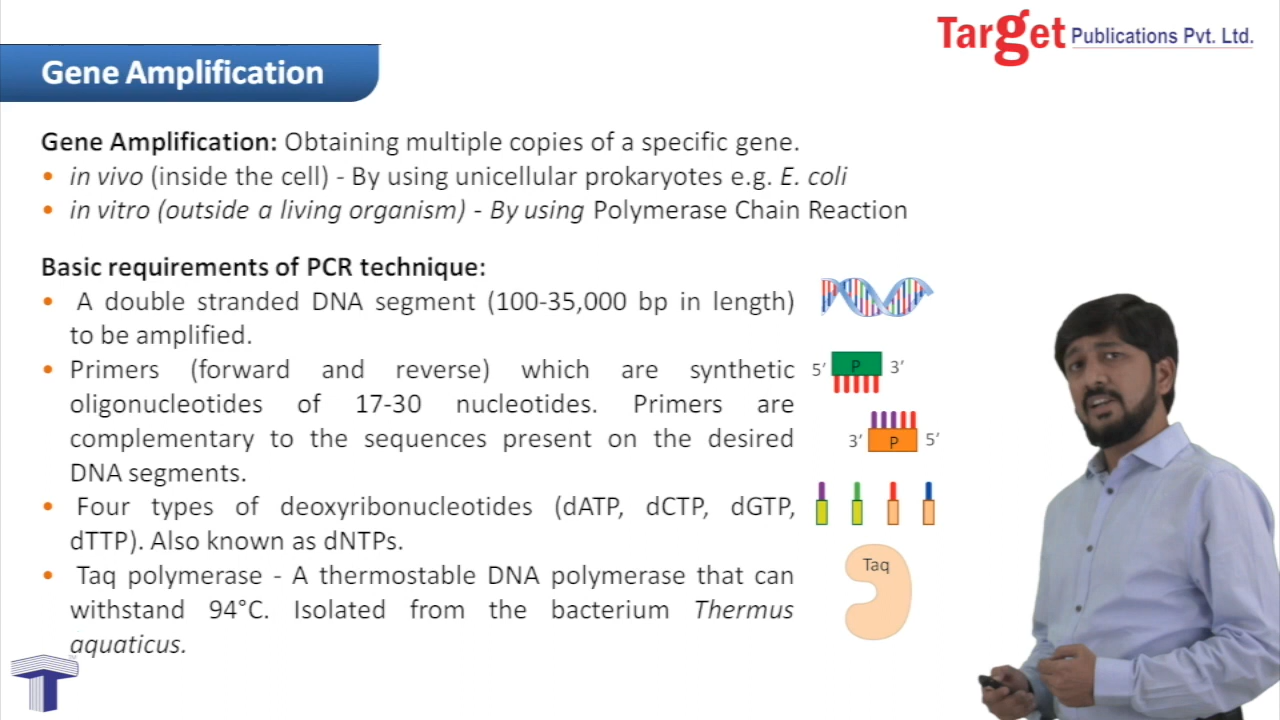 Target Publications Pvt. Ltd.
Gene Amplification
Gene Amplification: Obtaining multiple copies of a specific gene.
• in vivo (inside the cell) - By using unicellular prokaryotes e.g. E. coli
• in vitro (outside a living organism) - By using Polymerase Chain Reaction
Basic requirements of PCR technique:
• A double stranded DNA segment (100-35,000 bp in length)
to be amplified.
• Primers (forward and reverse) which are synthetic
oligonucleotides of 17-30 nucleotides. Primers are
complementary to the sequences present on the desired
DNA segments.
5′ P 3′
3′ P 5′
• Four types of deoxyribonucleotides (dATP, dCTP, dGTP,
dTTP). Also known as dNTPs.
• Taq polymerase - A thermostable DNA polymerase that can
withstand 94°C. Isolated from the bacterium Thermus
aquaticus.
Taq
TM